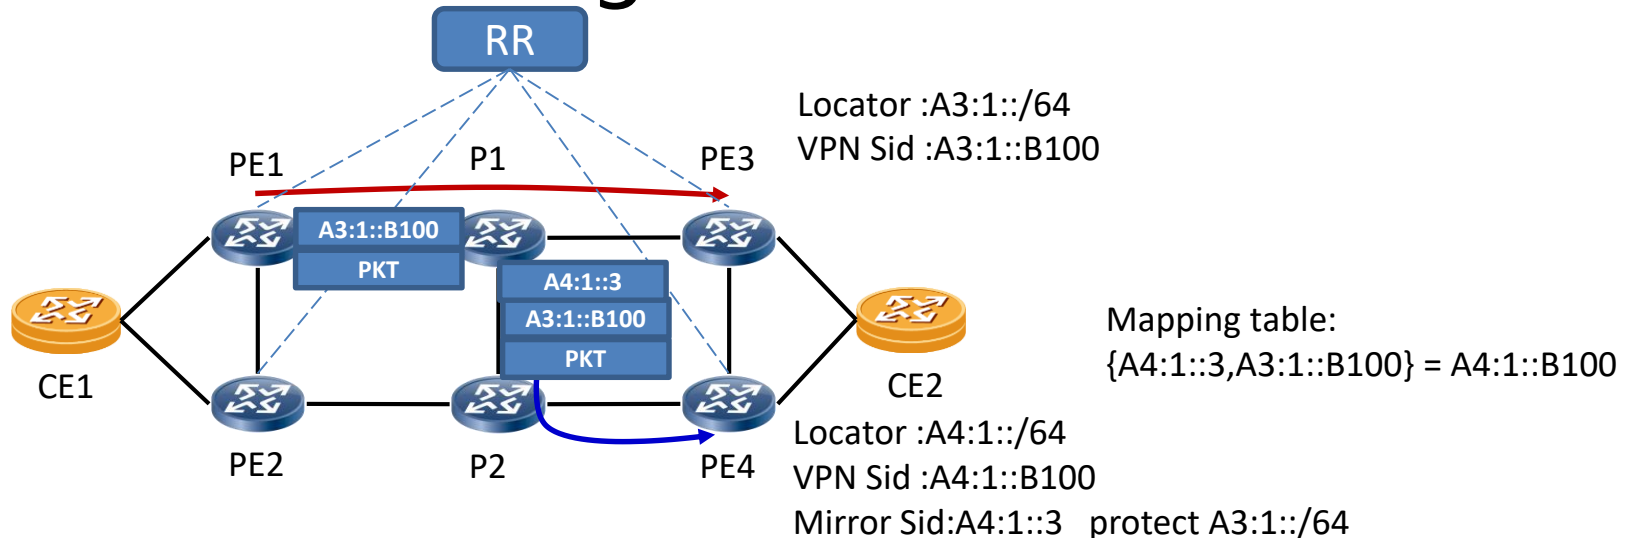 RR
Locator :A3:1::/64
VPN Sid :A3:1::B100
PE1
P1
PE3
A3:1::B100
PKT
A4:1::3
A3:1::B100
PKT
CE1
CE2
Mapping table:
{A4:1::3,A3:1::B100} = A4:1::B100
PE2
P2
PE4
Locator :A4:1::/64
VPN Sid :A4:1::B100
Mirror Sid:A4:1::3 protect A3:1::/64